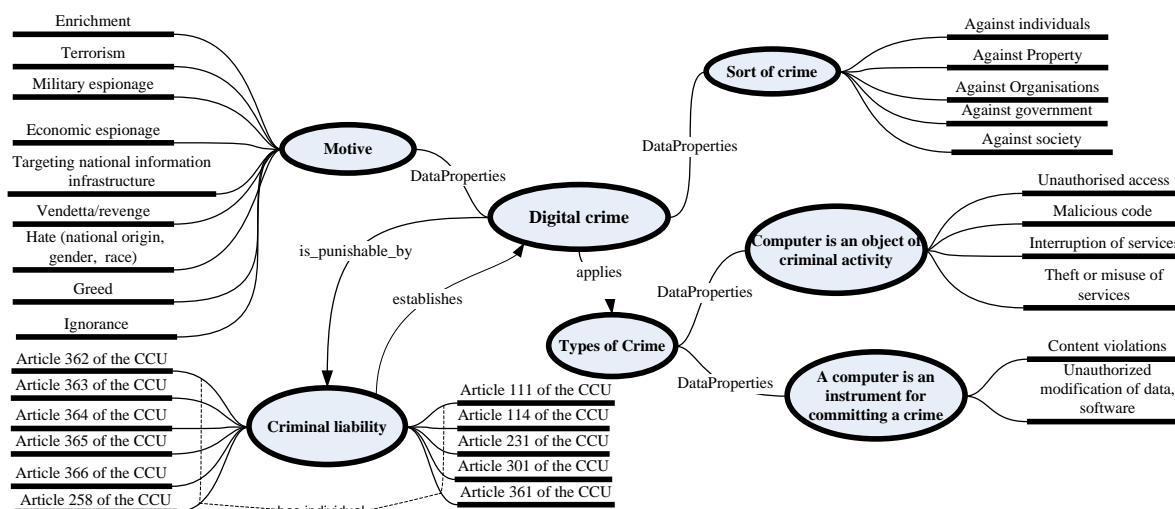 Enrichment
Terrorism
Military espionage
Economic espionage
Targeting national information
infrastructure
Vendetta/revenge
Hate (national origin,
gender, race)
Greed
Ignorance
Motive
DataProperties
Digital crime
is_punishable_by
establishes
applies
DataProperties
Sort of crime
Against individuals
Against Property
Against Organisations
Against government
Against society
Types of Crime
DataProperties
Computer is an object of
criminal activity
Unauthorised access
Malicious code
Interruption of services
Theft or misuse of
services
DataProperties
A computer is an
instrument for
committing a crime
Content violations
Unauthorized
modification of data,
software
Criminal liability
Article 362 of the CCU
Article 363 of the CCU
Article 364 of the CCU
Article 365 of the CCU
Article 366 of the CCU
Article 258 of the CCU
Article 111 of the CCU
Article 114 of the CCU
Article 231 of the CCU
Article 301 of the CCU
Article 361 of the CCU
has individual